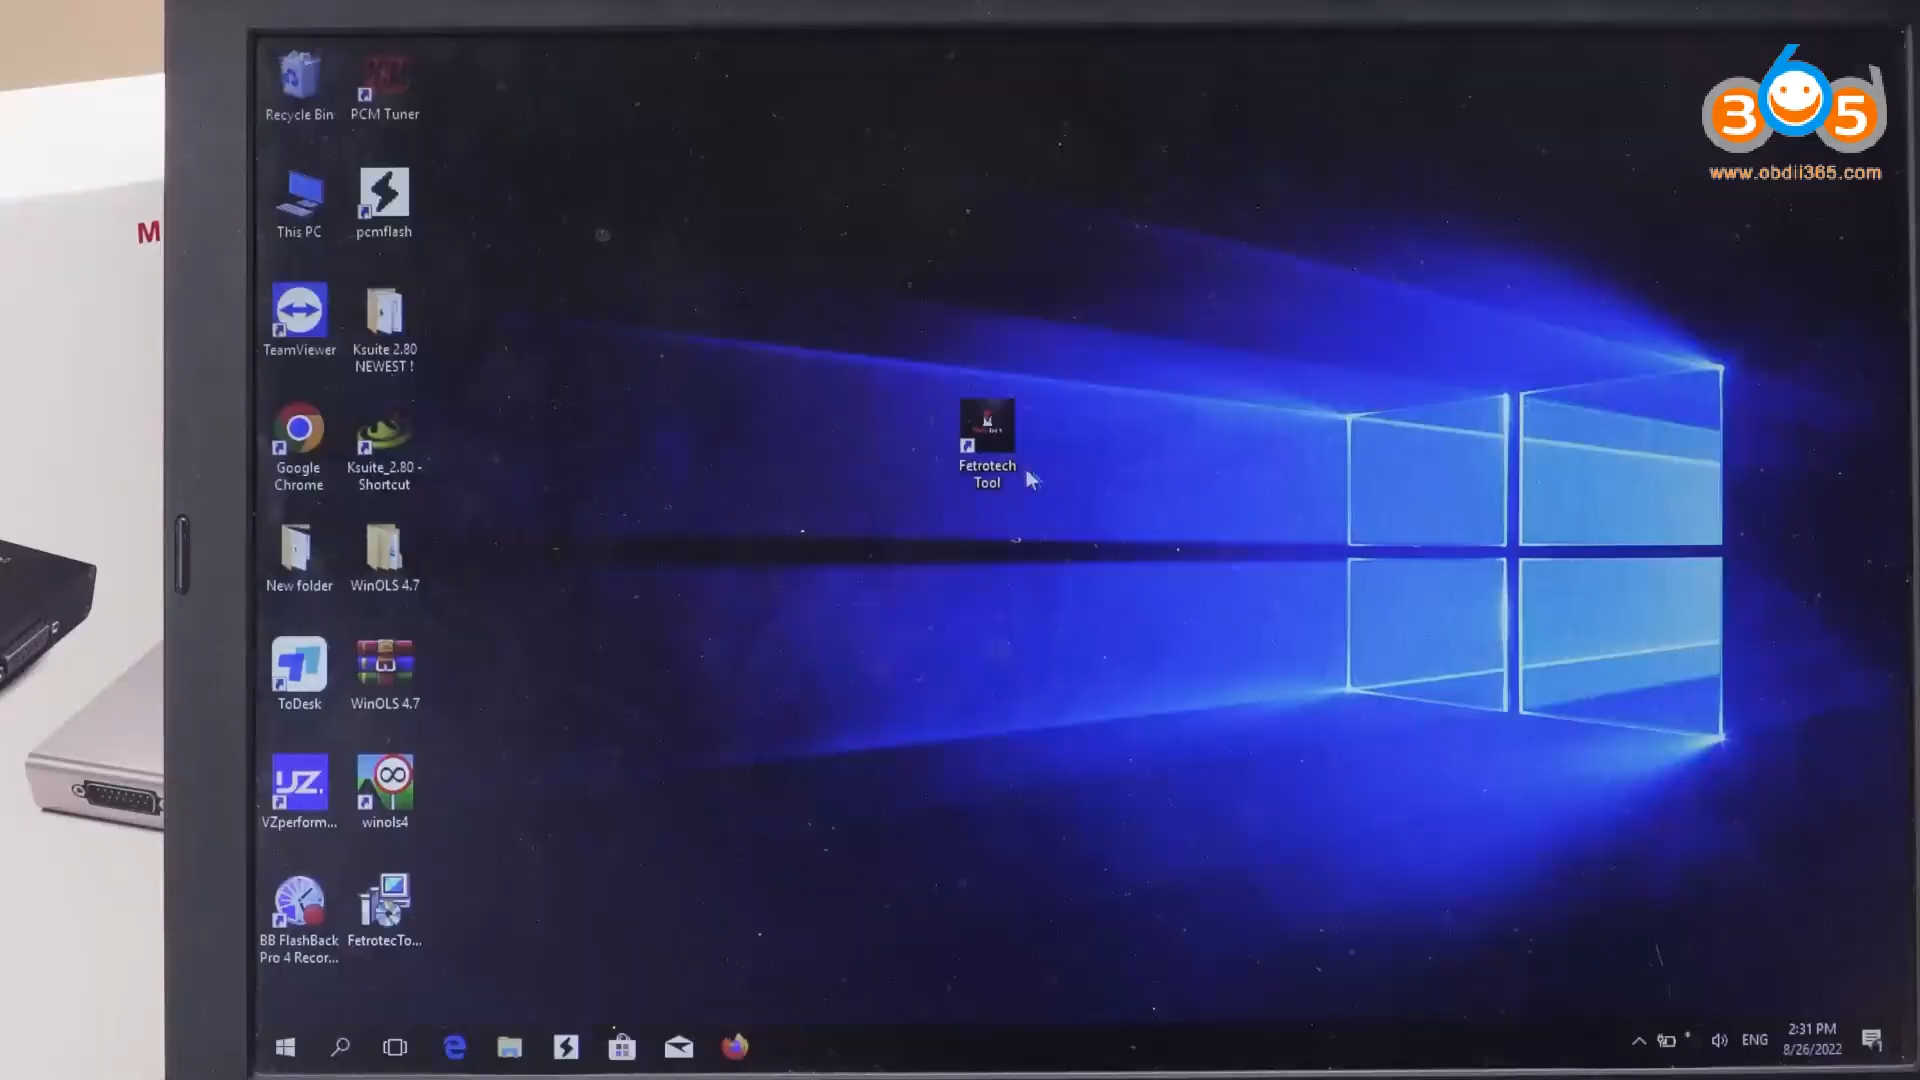 Recycle Bin
PCM Tuner
This PC
pcmflash
TeamViewer
Ksuite 2.80
NEWEST !
Google
Chrome
Ksuite_2.80 -
Shortcut
New folder
WinOLS 4.7
ToDesk
WinOLS 4.7
VZ.
VZperform...
winols4
BB FlashBack
Pro 4 Recor...
FetrotecTo...
Fetrotech
Tool
M
365
www.obdii365.com
ENG
2:31 PM
8/26/2022